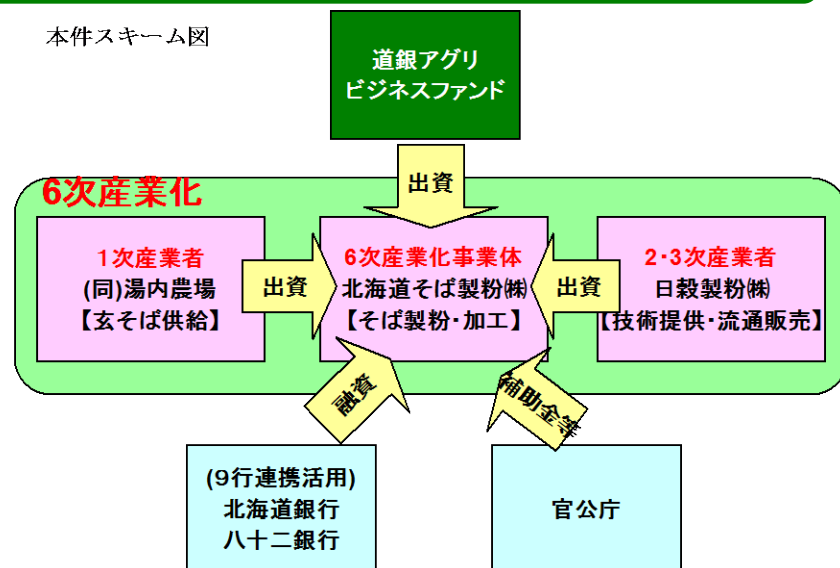 本件スキーム図
道銀アグリ
ビジネスファンド
出資
6次産業化
1次産業者
(同)湯内農場
【玄そば供給】
出資
6次産業化事業体
北海道そば製粉㈱
【そば製粉・加工】
出資
2・3次産業者
日穀製粉㈱
【技術提供・流通販売】
融資
補助金等
(9行連携活用)
北海道銀行
八十二銀行
官公庁